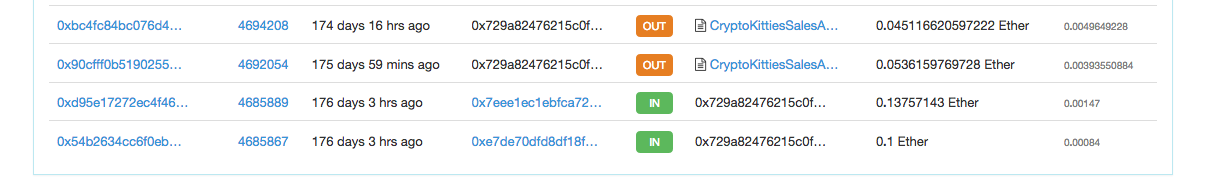 0xbc4fc84bc076d4... 4694208 174 days 16 hrs ago 0x729a82476215c0f... OUT CryptoKittiesSalesA... 0.045116620597222 Ether 0.0049649228
0x90cfff0b5190255... 4692054 175 days 59 mins ago 0x729a82476215c0f... OUT CryptoKittiesSalesA... 0.0536159769728 Ether 0.00393550884
0xd95e17272ec4f46... 4685889 176 days 3 hrs ago 0x7eee1ec1ebfca72... IN 0x729a82476215c0f... 0.13757143 Ether 0.00147
0x54b2634cc6f0eb... 4685867 176 days 3 hrs ago 0xe7de70dfd8df18f... IN 0x729a82476215c0f... 0.1 Ether 0.00084